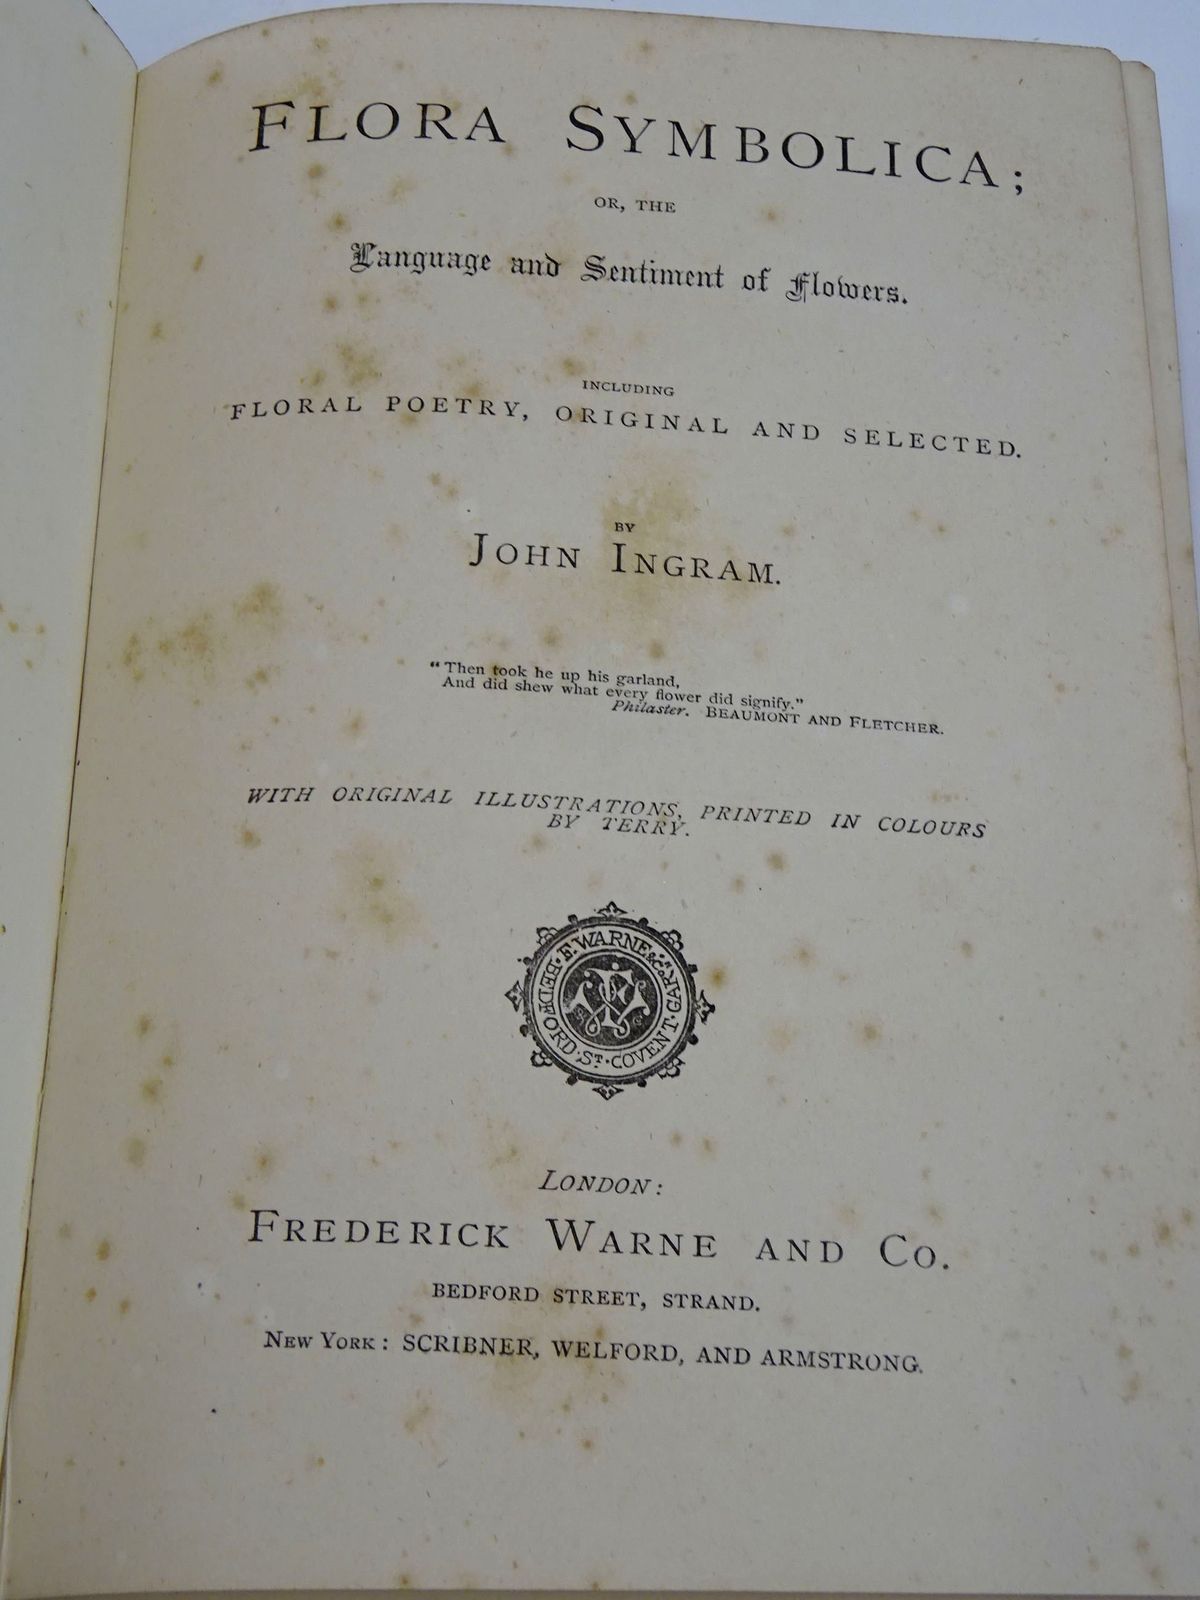 FLORA SYMBOLICA;
OR, THE
Language and Sentiment of Flowers.
INCLUDING
FLORAL POETRY, ORIGINAL AND SELECTED.
BY
JOHN INGRAM.
"Then took he up his garland,
And did shew what every flower did signify."
Philaster. BEAUMONT AND FLETCHER.
WITH ORIGINAL ILLUSTRATIONS, PRINTED IN COLOURS
BY TERRY.
F. WARNE & Co. BEDFORD ST. COVENT GARN.
LONDON:
FREDERICK WARNE AND CO.
BEDFORD STREET, STRAND.
NEW YORK: SCRIBNER, WELFORD, AND ARMSTRONG.